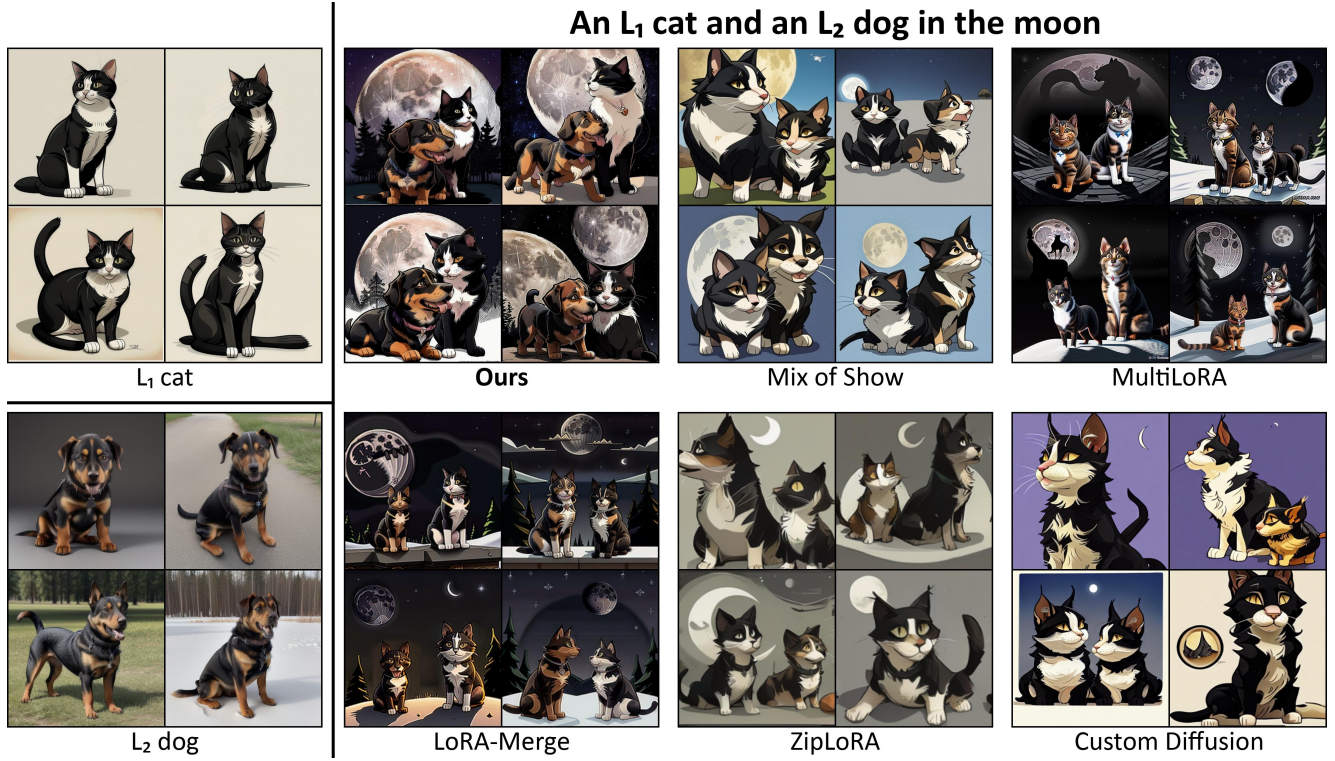 An L₁ cat and an L₂ dog in the moon
L₁ cat
Ours
Mix of Show
MultiLoRA
L₂ dog
LoRA-Merge
ZipLoRA
Custom Diffusion